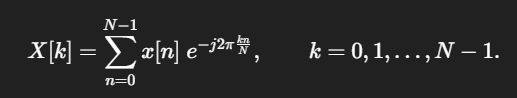 X[k] = \sum_{n=0}^{N-1} x[n] e^{-j2\pi \frac{kn}{N}}, k = 0, 1, \ldots, N − 1.